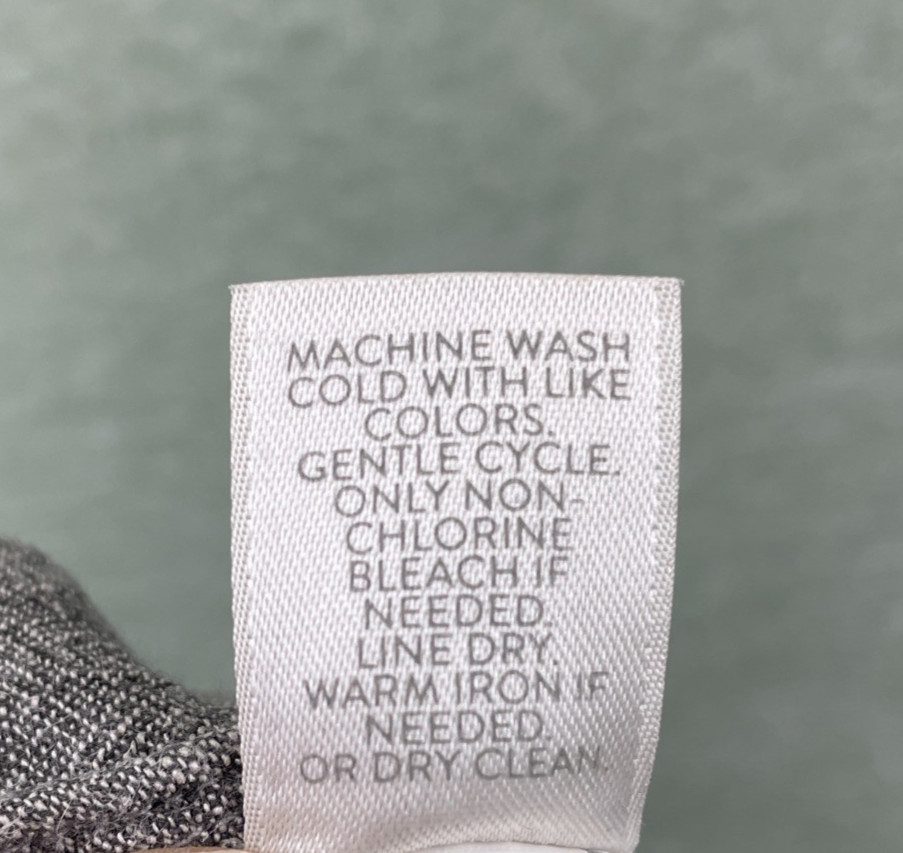 MACHINE WASH
COLD WITH LIKE
COLORS.
GENTLE CYCLE.
ONLY NON-
CHLORINE
BLEACH IF
NEEDED.
LINE DRY.
WARM IRON IF
NEEDED.
OR DRY CLEAN.